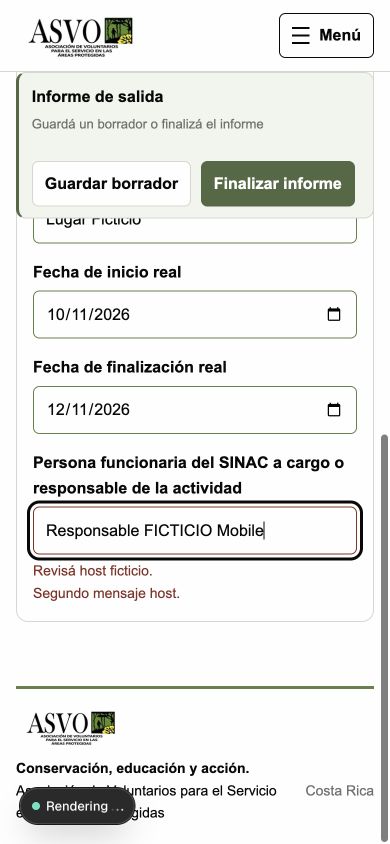 ASVO
ASOCIACIÓN DE VOLUNTARIOS
PARA EL SERVICIO EN LAS
ÁREAS PROTEGIDAS
Menú
Informe de salida
Guardá un borrador o finalizá el informe
Guardar borrador
Finalizar informe
Lugar Ficticio
Fecha de inicio real
10/11/2026
Fecha de finalización real
12/11/2026
Persona funcionaria del SINAC a cargo o
responsable de la actividad
Responsable FICTICIO Mobile
Revisá host ficticio.
Segundo mensaje host.
ASVO
ASOCIACIÓN DE VOLUNTARIOS
PARA EL SERVICIO EN LAS
ÁREAS PROTEGIDAS
Conservación, educación y acción.
Voluntarios para el Servicio
Costa Rica
Rendering ...